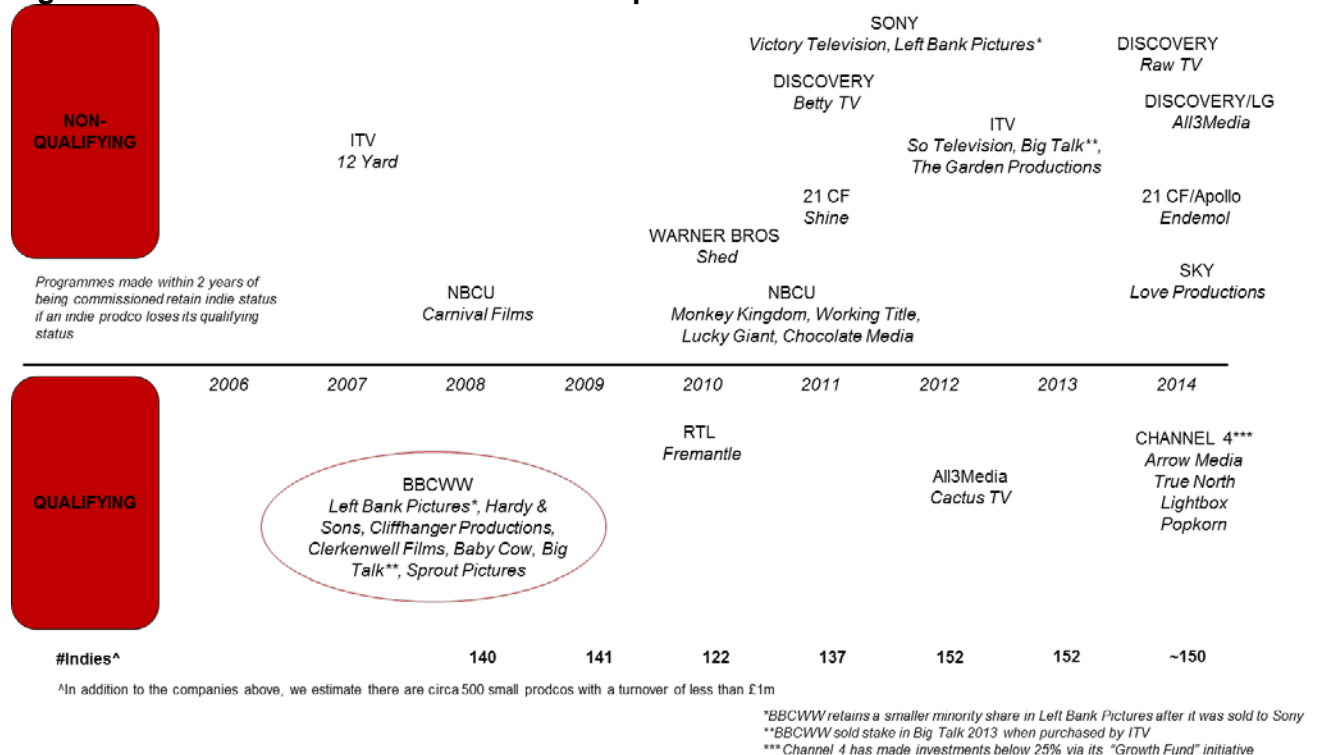 SONY
Victory Television, Left Bank Pictures*
DISCOVERY
Raw TV
DISCOVERY
Betty TV
DISCOVERY/LG
All3Media
NON-
QUALIFYING
ITV
12 Yard
ITV
So Television, Big Talk**,
The Garden Productions
21 CF
Shine
21 CF/Apollo
Endemol
WARNER BROS
Shed
SKY
Love Productions
Programmes made within 2 years of
being commissioned retain indie status
if an indie prodco loses its qualifying
status
NBCU
Carnival Films
NBCU
Monkey Kingdom, Working Title,
Lucky Giant, Chocolate Media
2006 2007 2008 2009 2010 2011 2012 2013 2014
QUALIFYING
BBCWW
Left Bank Pictures*, Hardy &
Sons, Cliffhanger Productions,
Clerkenwell Films, Baby Cow, Big
Talk**, Sprout Pictures
RTL
Fremantle
All3Media
Cactus TV
CHANNEL 4***
Arrow Media
True North
Lightbox
Popkorn
#Indies^ 140 141 122 137 152 152 ~150
^In addition to the companies above, we estimate there are circa 500 small prodcos with a turnover of less than £1m
*BBCWW retains a smaller minority share in Left Bank Pictures after it was sold to Sony
**BBCWW sold stake in Big Talk 2013 when purchased by ITV
*** Channel 4 has made investments below 25% via its "Growth Fund" initiative